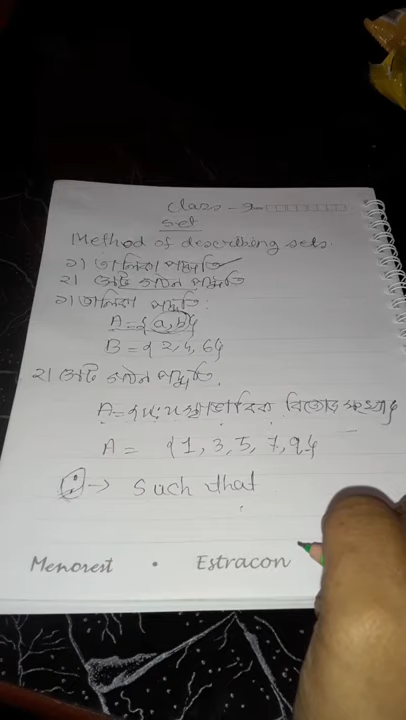 Class - 9
Set
Method of describing sets.
১) তালিকা পদ্ধতি
২) সেট গঠন পদ্ধতি
১) তালিকা পদ্ধতি:
A = {a, b}
B = {2, 4, 6}
২) সেট গঠন পদ্ধতি.
A = {x : x স্বাভাবিক বিজোড় সংখ্যা}
A = {1, 3, 5, 7, 9}
: → Such that
Menorest • Estracon